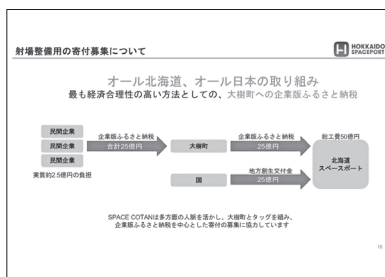 射場整備用の寄付募集について
HOKKAIDO
SPACEPORT
オール北海道、オール日本の取り組み
最も経済合理性の高い方法としての、大樹町への企業版ふるさと納税
民間企業
民間企業
民間企業
実質約2.5億円の負担
企業版ふるさと納税
合計25億円
大樹町
国
企業版ふるさと納税
25億円
地方創生交付金
25億円
総工費50億円
北海道
スペースポート
SPACE COTANは多方面の人脈を活かし、大樹町とタッグを組み、
企業版ふるさと納税を中心とした寄付の募集に協力しています